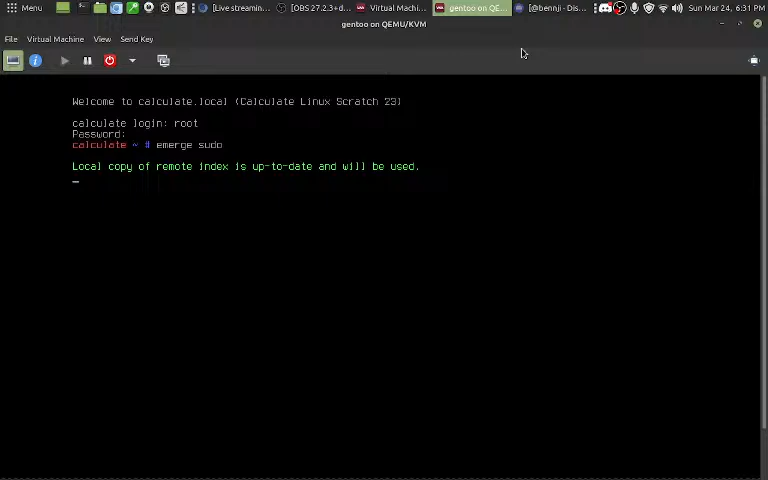 Menu
[Live streamin...
[OBS 27.2.3+d...
Virtual Machi...
gentoo on QE...
[@bennji - Dis...
Sun Mar 24, 6:31 PM
gentoo on QEMU/KVM
File Virtual Machine View Send Key
Welcome to calculate.local (Calculate Linux Scratch 23)
calculate login: root
Password:
calculate ~ # emerge sudo
Local copy of remote index is up-to-date and will be used.